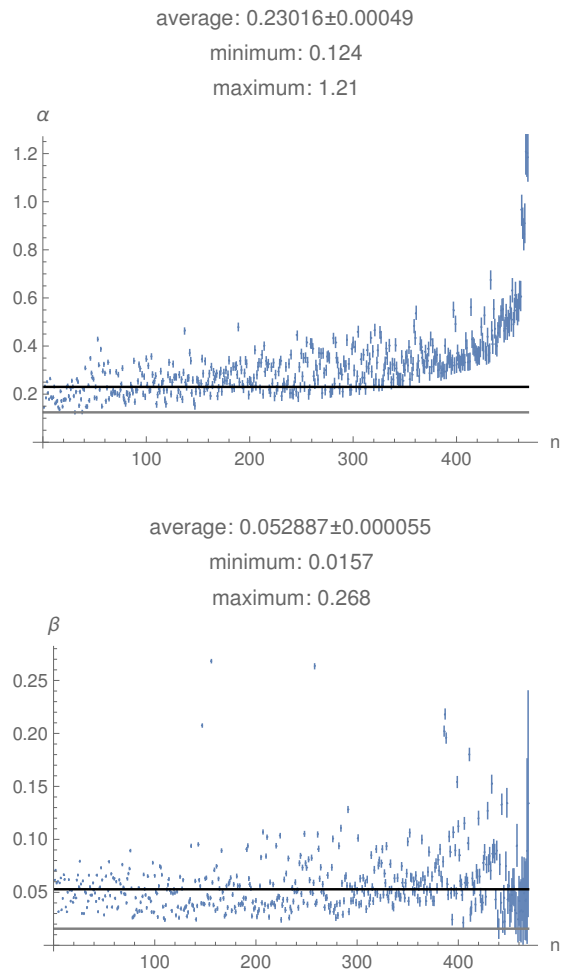 average: 0.23016±0.00049
minimum: 0.124
maximum: 1.21
α
1.2
1.0
0.8
0.6
0.4
0.2
100 200 300 400 n
average: 0.052887±0.000055
minimum: 0.0157
maximum: 0.268
β
0.25
0.20
0.15
0.10
0.05
100 200 300 400 n